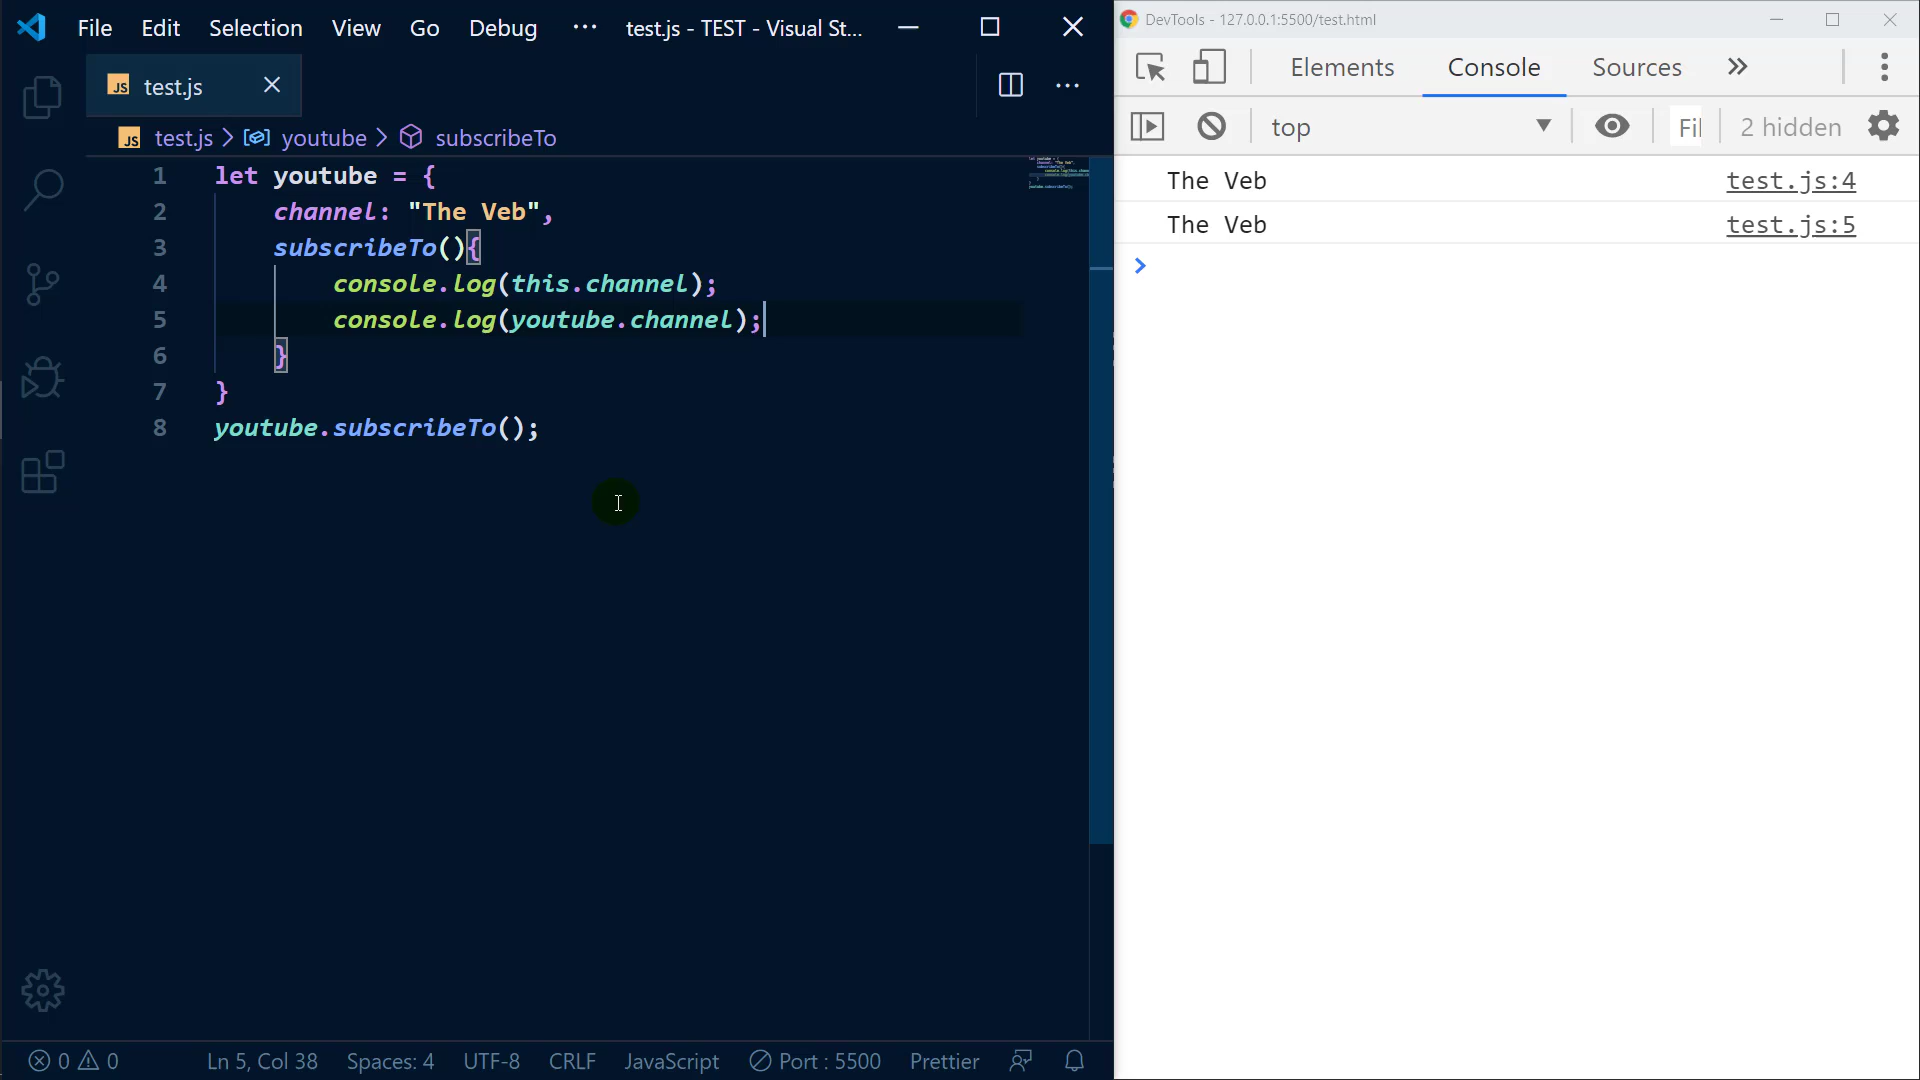 File Edit Selection View Go Debug ··· test.js - TEST - Visual St...
JS test.js
JS test.js > youtube > subscribeTo
1 let youtube = {
2 channel: "The Veb",
3 subscribeTo(){
4 console.log(this.channel);
5 console.log(youtube.channel);
6 }
7 }
8 youtube.subscribeTo();
0 0 Ln 5, Col 38 Spaces: 4 UTF-8 CRLF JavaScript Port : 5500 Prettier
DevTools - 127.0.0.1:5500/test.html
Elements Console Sources
top Fil 2 hidden
The Veb test.js:4
The Veb test.js:5